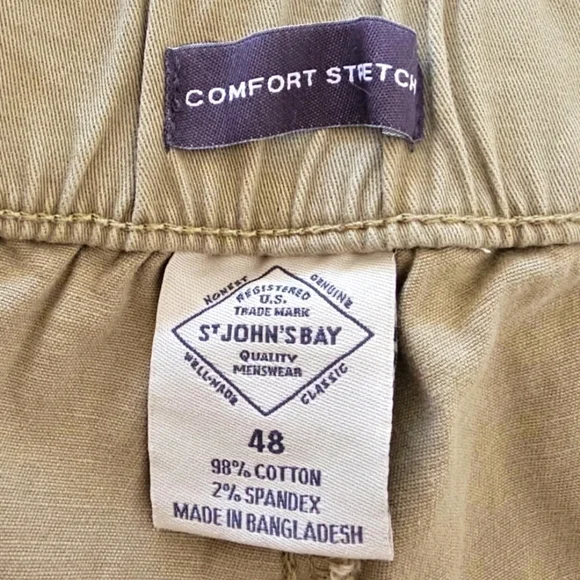 COMFORT STRETCH
HONEST
GENUINE
REGISTERED
U.S.
TRADE MARK
ST JOHN'S BAY
QUALITY
MENSWEAR
WELL-MADE
CLASSIC
48
98% COTTON
2% SPANDEX
MADE IN BANGLADESH